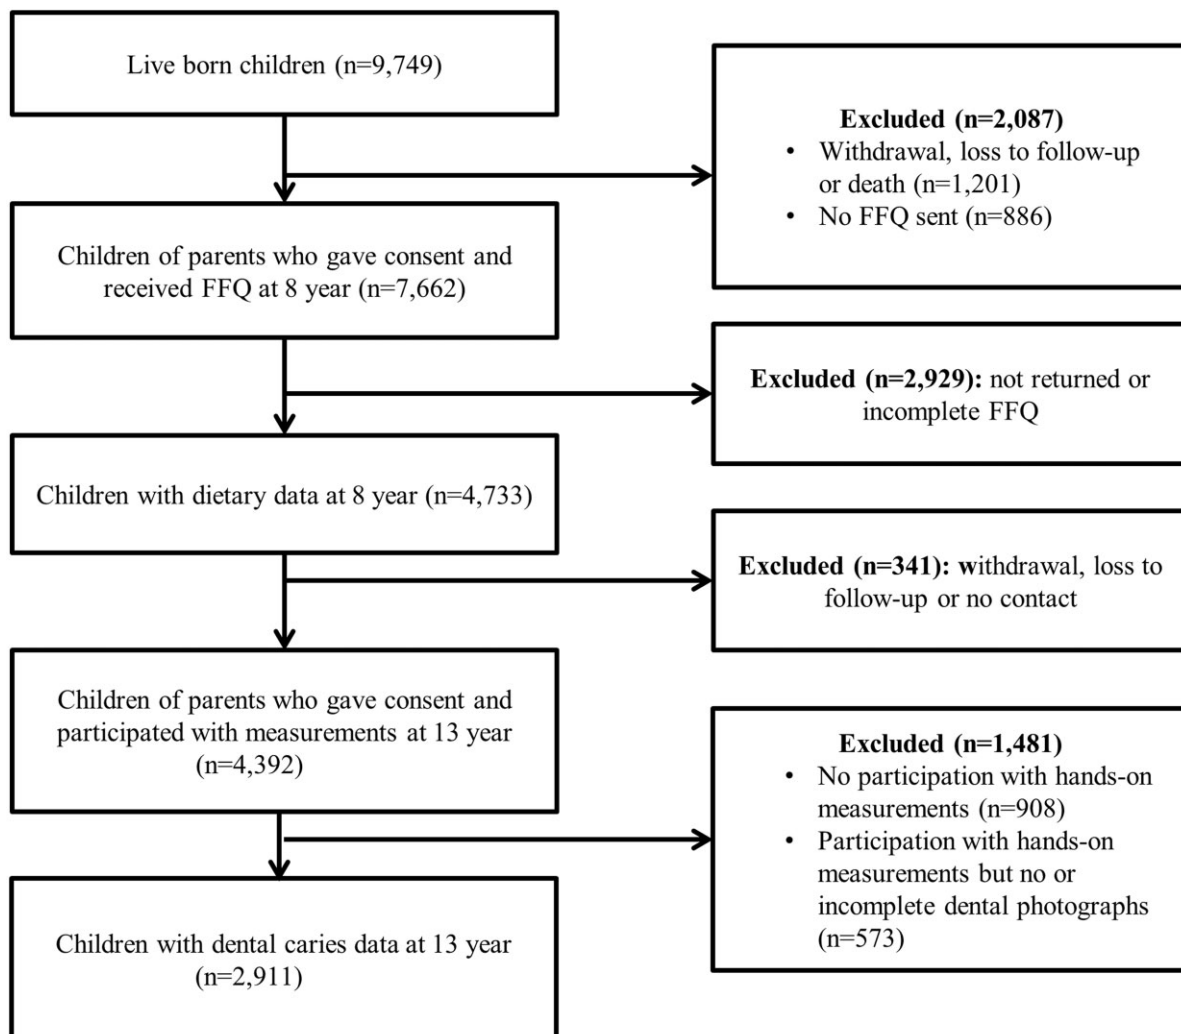 Live born children (n=9,749)
Excluded (n=2,087)
• Withdrawal, loss to follow-up
or death (n=1,201)
• No FFQ sent (n=886)
Children of parents who gave consent and
received FFQ at 8 year (n=7,662)
Excluded (n=2,929): not returned or
incomplete FFQ
Children with dietary data at 8 year (n=4,733)
Excluded (n=341): withdrawal, loss to
follow-up or no contact
Children of parents who gave consent and
participated with measurements at 13 year
(n=4,392)
Excluded (n=1,481)
• No participation with hands-on
measurements (n=908)
• Participation with hands-on
measurements but no or
incomplete dental photographs
(n=573)
Children with dental caries data at 13 year
(n=2,911)